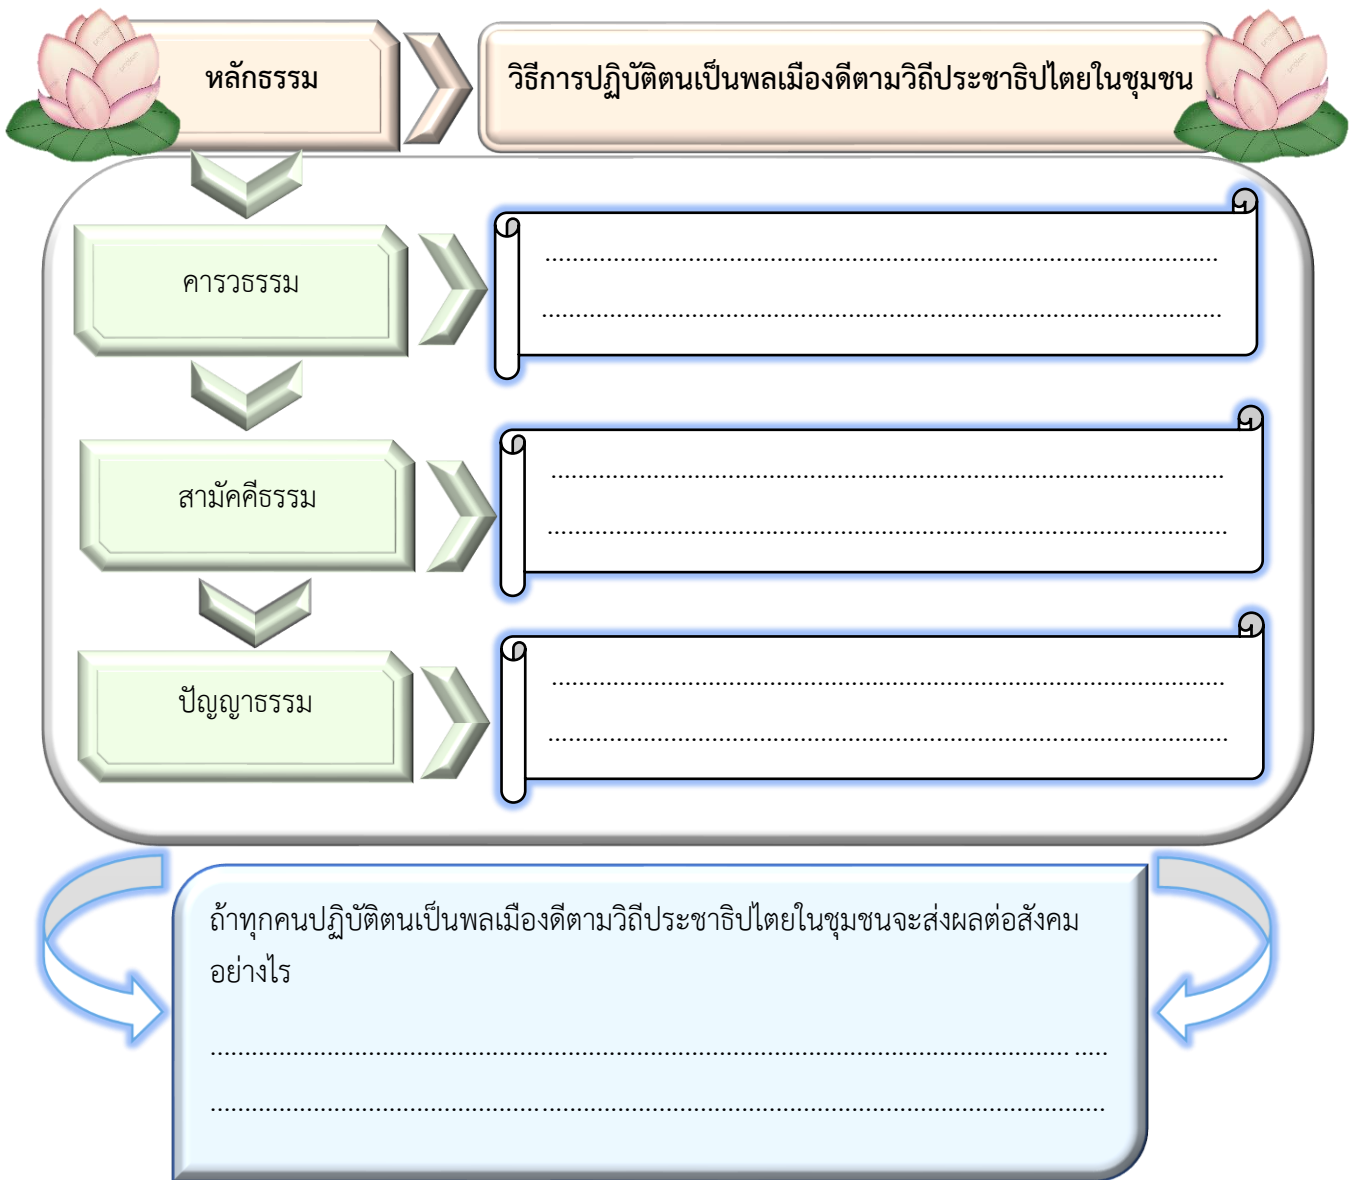 หลักธรรม
วิธีการปฏิบัติตนเป็นพลเมืองดีตามวิถีประชาธิปไตยในชุมชน
คารวธรรม
................................................................................................
.................................................................................................
สามัคคีธรรม
................................................................................................
.................................................................................................
ปัญญาธรรม
................................................................................................
.................................................................................................
ถ้าทุกคนปฏิบัติตนเป็นพลเมืองดีตามวิถีประชาธิปไตยในชุมชนจะส่งผลต่อสังคม
อย่างไร
............................................................................................................................. .....
..................................................................................................................................